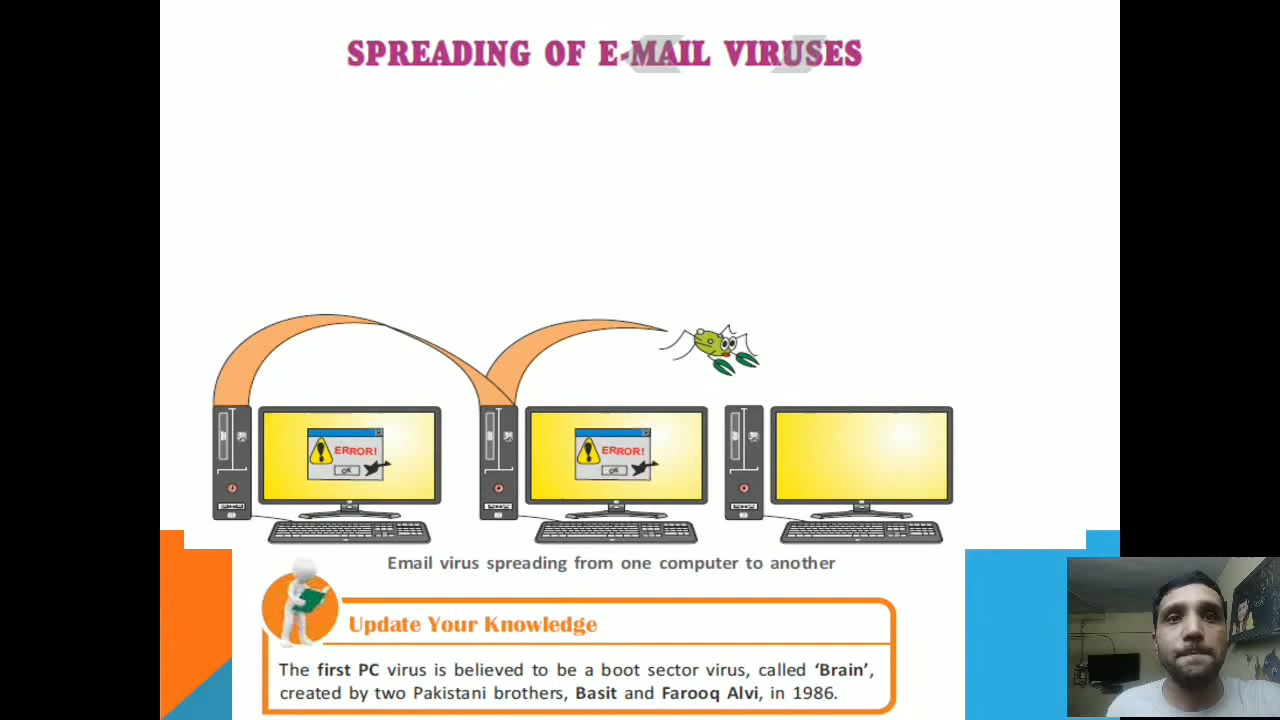 SPREADING OF E-MAIL VIRUSES
ERROR!
OK
ERROR!
OK
Email virus spreading from one computer to another
Update Your Knowledge
The first PC virus is believed to be a boot sector virus, called ‘Brain’,
created by two Pakistani brothers, Basit and Farooq Alvi, in 1986.